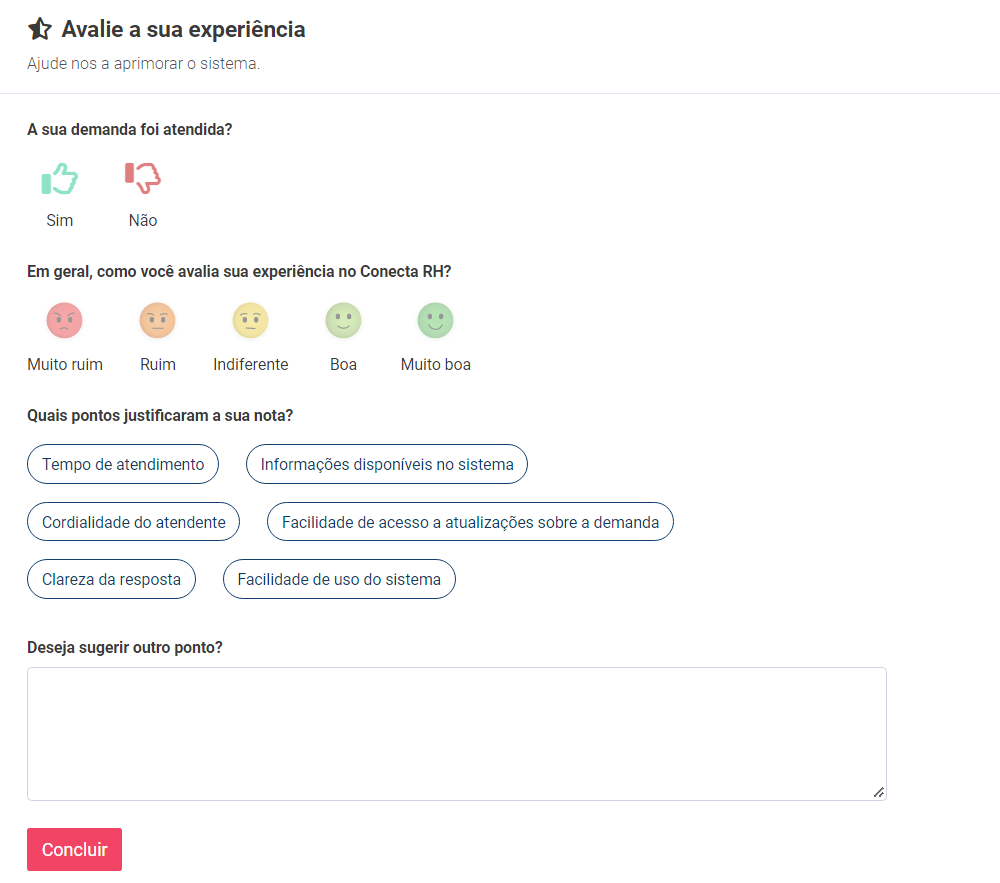 Avalie a sua experiência
Ajude nos a aprimorar o sistema.
A sua demanda foi atendida?
Sim Não
Em geral, como você avalia sua experiência no Conecta RH?
Muito ruim Ruim Indiferente Boa Muito boa
Quais pontos justificaram a sua nota?
Tempo de atendimento Informações disponíveis no sistema
Cordialidade do atendente Facilidade de acesso a atualizações sobre a demanda
Clareza da resposta Facilidade de uso do sistema
Deseja sugerir outro ponto?
Concluir